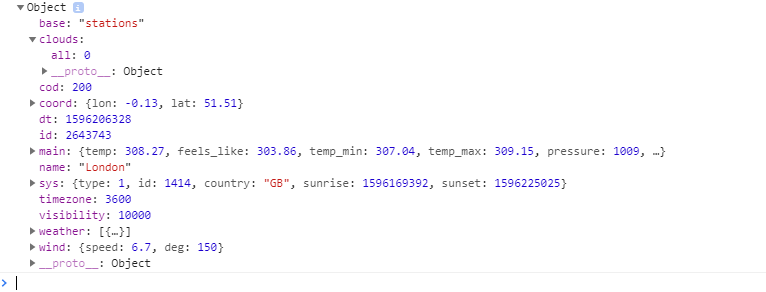 Object i
base: "stations"
clouds:
all: 0
__proto__: Object
cod: 200
coord: {lon: -0.13, lat: 51.51}
dt: 1596206328
id: 2643743
main: {temp: 308.27, feels_like: 303.86, temp_min: 307.04, temp_max: 309.15, pressure: 1009, …}
name: "London"
sys: {type: 1, id: 1414, country: "GB", sunrise: 1596169392, sunset: 1596225025}
timezone: 3600
visibility: 10000
weather: [{…}]
wind: {speed: 6.7, deg: 150}
__proto__: Object